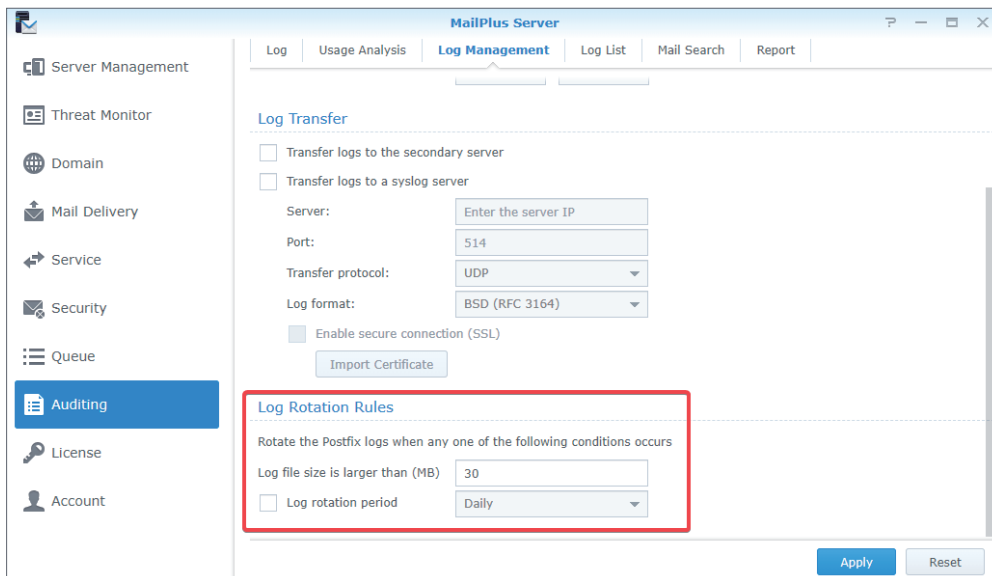 MailPlus Server
Server Management
Threat Monitor
Domain
Mail Delivery
Service
Security
Queue
Auditing
License
Account
Log Usage Analysis Log Management Log List Mail Search Report
Log Transfer
Transfer logs to the secondary server
Transfer logs to a syslog server
Server: Enter the server IP
Port: 514
Transfer protocol: UDP
Log format: BSD (RFC 3164)
Enable secure connection (SSL)
Import Certificate
Log Rotation Rules
Rotate the Postfix logs when any one of the following conditions occurs
Log file size is larger than (MB) 30
Log rotation period Daily
Apply Reset